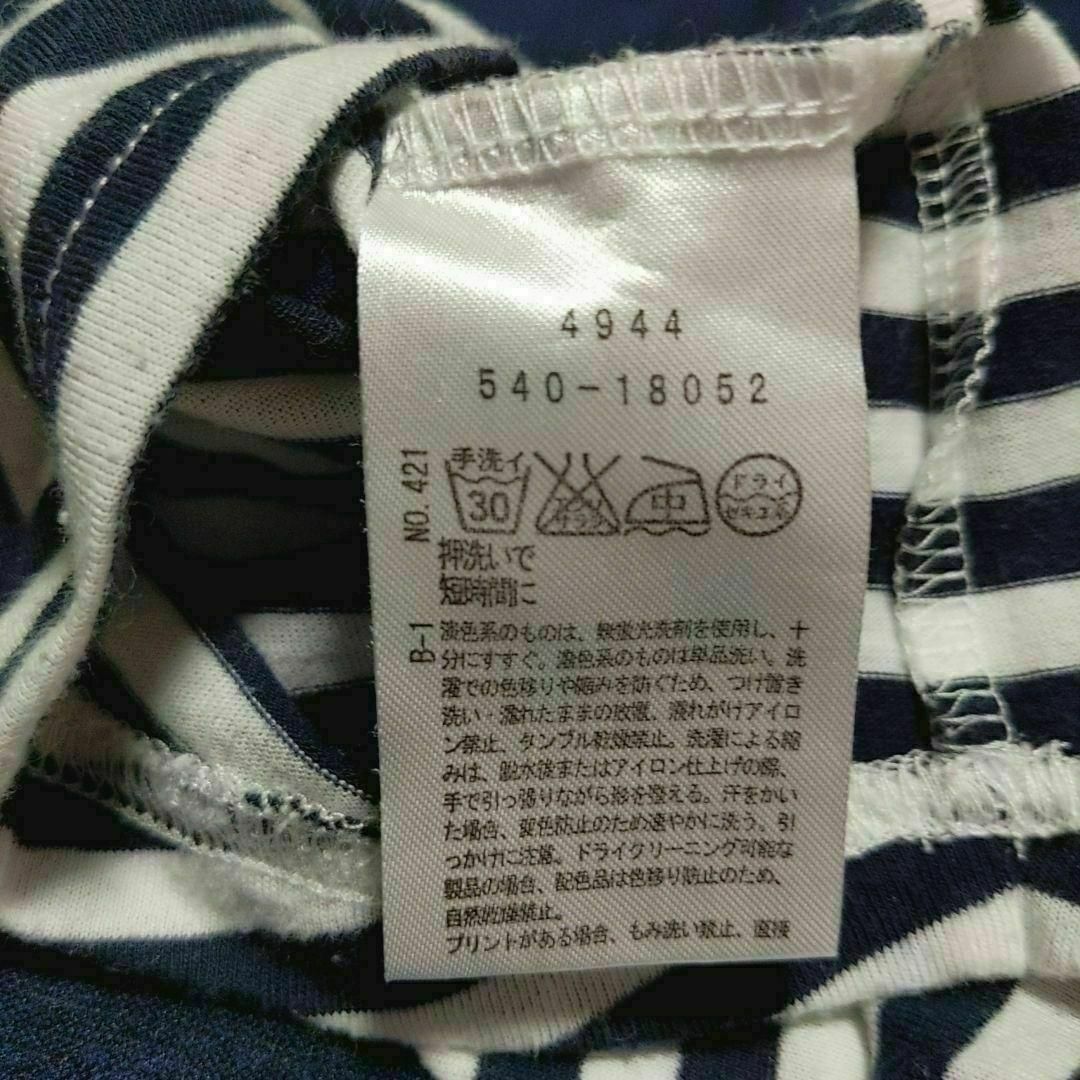 4944
540-18052
NO.421
手洗イ
30
エンソ
サラシ
中
ドライ
セキユ系
押洗いで
短時間に
B-1
淡色系のものは、無蛍光洗剤を使用し、十
分にすすぐ。濃色系のものは単品洗い。洗
濯での色移りや縮みを防ぐため、つけ置き
洗い・濡れたままの放置、濡れがけアイロ
ン禁止、タンブル乾燥禁止。洗濯による縮
みは、脱水後またはアイロン仕上げの際、
手で引っ張りながら形を整える。汗をかい
た場合、変色防止のため速やかに洗う。引
っかけに注意。ドライクリーニング可能な
製品の場合、配色品は色移り防止のため、
自然乾燥禁止。
プリントがある場合、もみ洗い禁止、直接